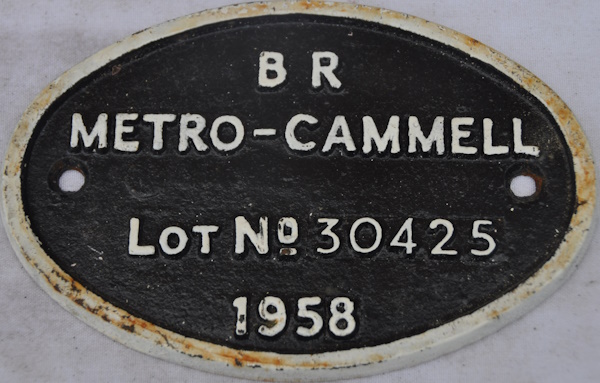 B R
METRO-CAMMELL
LOT Nº 30425
1958